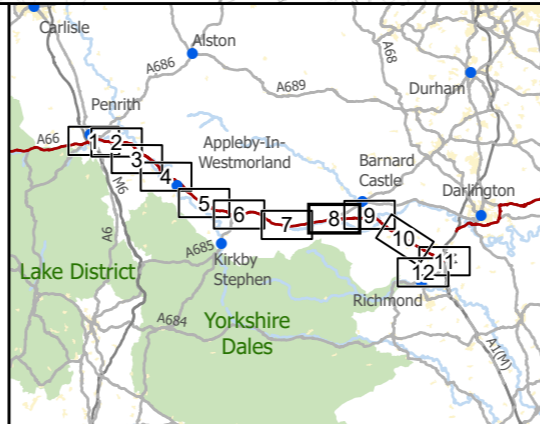 Carlisle
Alston
A68
A686
A689
Durham
Penrith
A66
1
2
3
Appleby-In-
Westmorland
Barnard
Castle
4
M6
5
6
7
8
9
Darlington
10
A6
A685
Kirkby
Stephen
11
12
Lake District
Richmond
A684
Yorkshire
Dales
A1(M)